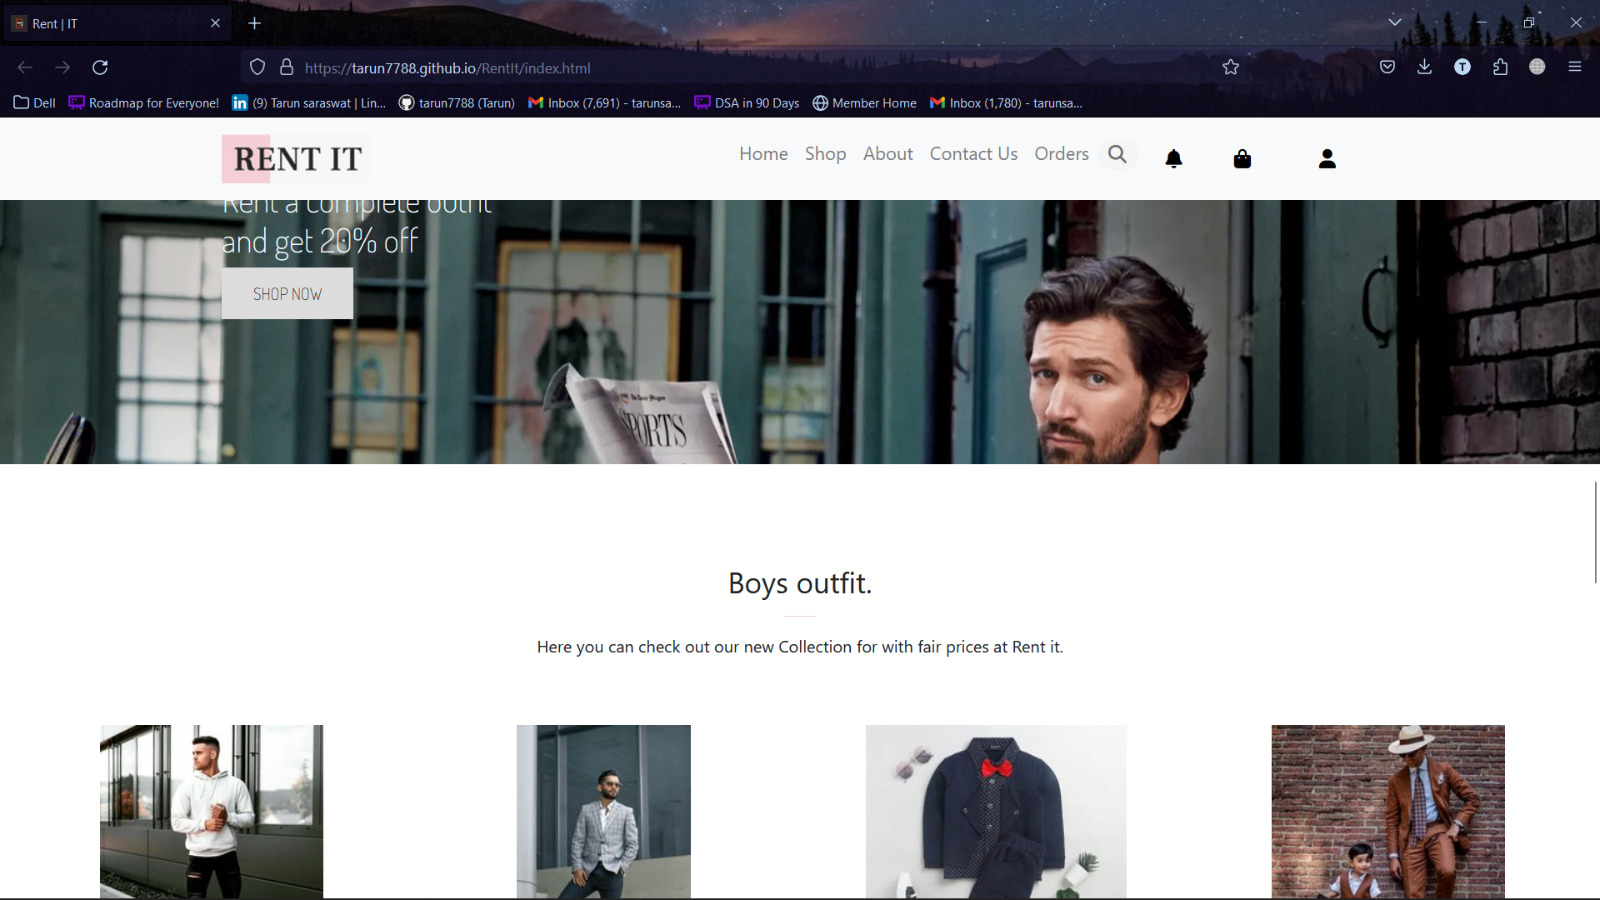 Rent | IT
https://tarun7788.github.io/RentIt/index.html
T
Dell
Roadmap for Everyone!
(9) Tarun saraswat | Lin...
tarun7788 (Tarun)
Inbox (7,691) - tarunsa...
DSA in 90 Days
Member Home
Inbox (1,780) - tarunsa...
RENT IT
Home
Shop
About
Contact Us
Orders
Rent a complete outfit
and get 20% off
SHOP NOW
SPORTS
Boys outfit.
Here you can check out our new Collection for with fair prices at Rent it.